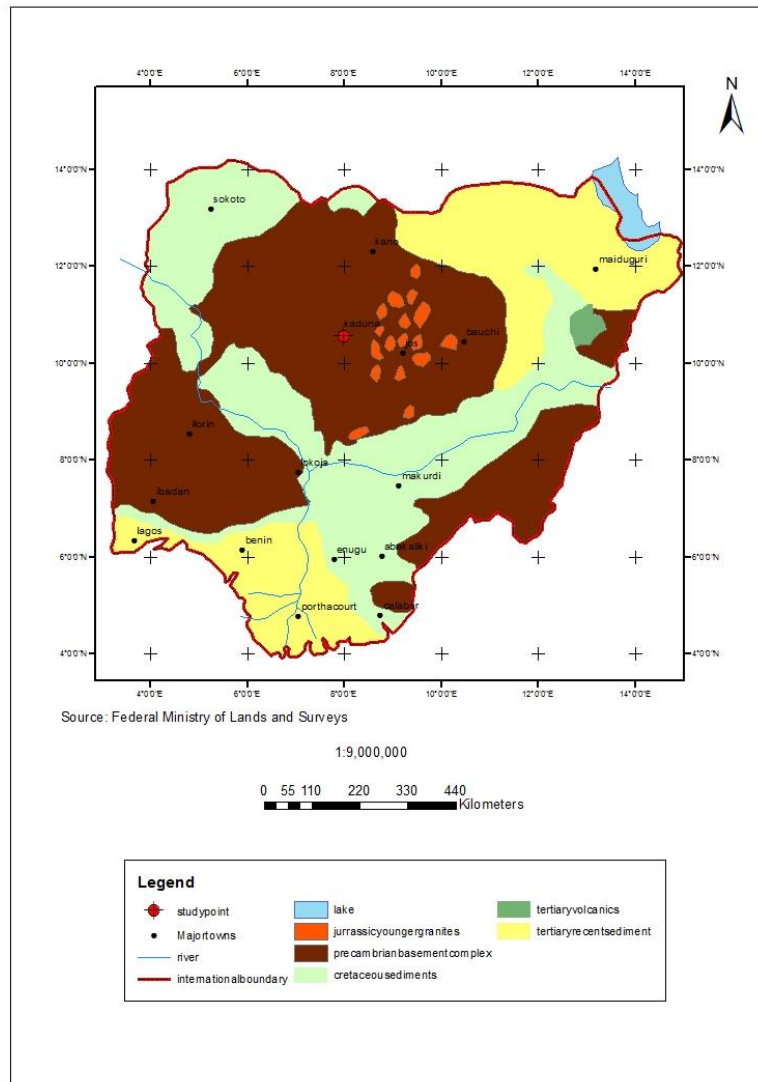 N
4°0'0"E 6°0'0"E 8°0'0"E 10°0'0"E 12°0'0"E 14°0'0"E
14°0'0"N 14°0'0"N
sokoto
kano
maiduguri
12°0'0"N 12°0'0"N
kaduna
bauchi
jos
10°0'0"N 10°0'0"N
ilorin
8°0'0"N 8°0'0"N
lokoja
makurdi
ibadan
lagos
benin
enugu
abakaliki
6°0'0"N 6°0'0"N
porthacourt
calabar
4°0'0"N 4°0'0"N
4°0'0"E 6°0'0"E 8°0'0"E 10°0'0"E 12°0'0"E 14°0'0"E
Source: Federal Ministry of Lands and Surveys
1:9,000,000
0 55 110 220 330 440
Kilometers
Legend
studypoint
Majortowns
river
internationalboundary
lake
jurrassicyoungergranites
precambrianbasementcomplex
cretaceousediments
tertiaryvolcanics
tertiaryrecentsediment